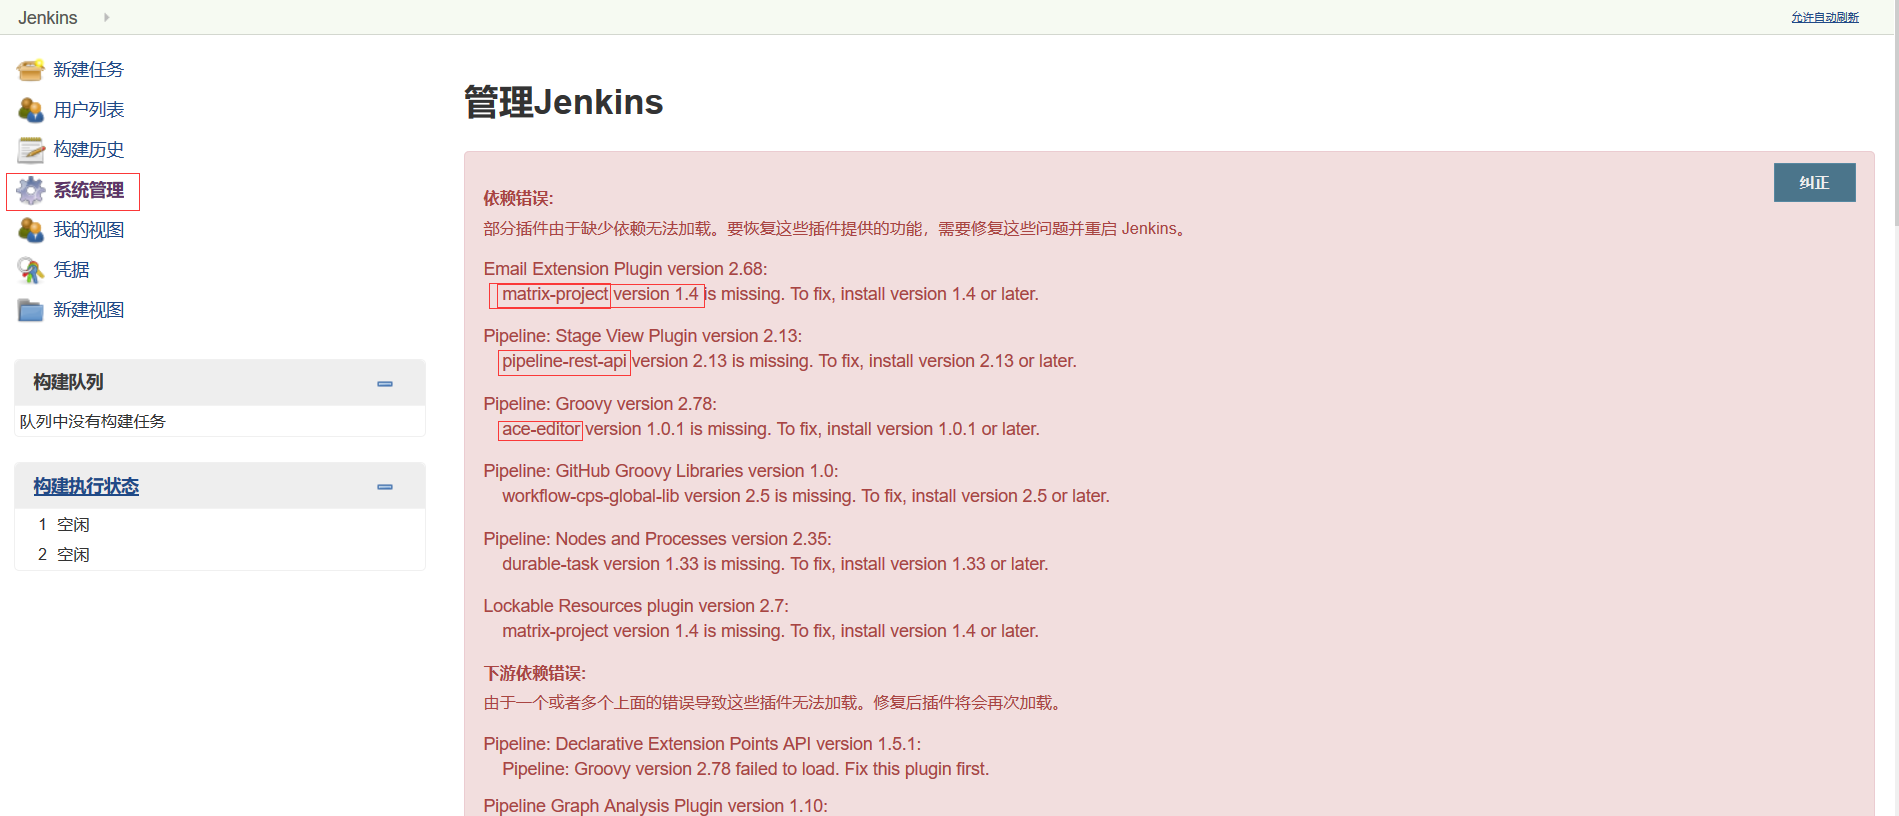 Jenkins
允许自动刷新
新建任务
用户列表
构建历史
系统管理
我的视图
凭据
新建视图
构建队列
队列中没有构建任务
构建执行状态
1 空闲
2 空闲
管理Jenkins
纠正
依赖错误:
部分插件由于缺少依赖无法加载。要恢复这些插件提供的功能，需要修复这些问题并重启 Jenkins。
Email Extension Plugin version 2.68:
matrix-project version 1.4 is missing. To fix, install version 1.4 or later.
Pipeline: Stage View Plugin version 2.13:
pipeline-rest-api version 2.13 is missing. To fix, install version 2.13 or later.
Pipeline: Groovy version 2.78:
ace-editor version 1.0.1 is missing. To fix, install version 1.0.1 or later.
Pipeline: GitHub Groovy Libraries version 1.0:
workflow-cps-global-lib version 2.5 is missing. To fix, install version 2.5 or later.
Pipeline: Nodes and Processes version 2.35:
durable-task version 1.33 is missing. To fix, install version 1.33 or later.
Lockable Resources plugin version 2.7:
matrix-project version 1.4 is missing. To fix, install version 1.4 or later.
下游依赖错误:
由于一个或者多个上面的错误导致这些插件无法加载。修复后插件将会再次加载。
Pipeline: Declarative Extension Points API version 1.5.1:
Pipeline: Groovy version 2.78 failed to load. Fix this plugin first.
Pipeline Graph Analysis Plugin version 1.10: